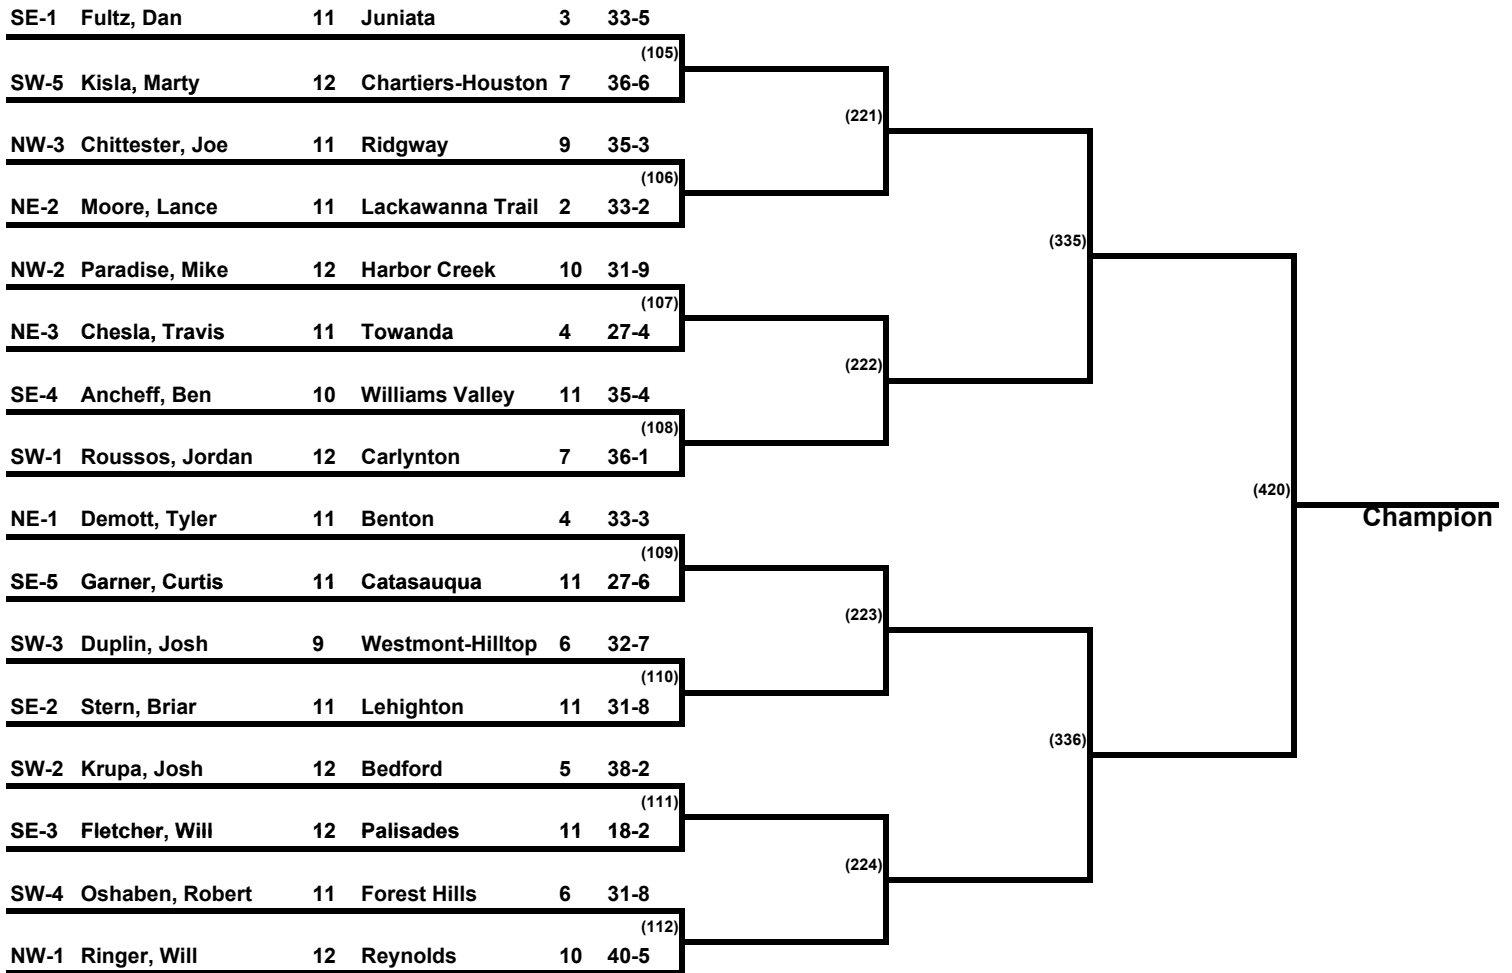 SE-1 Fultz, Dan 11 Juniata 3 33-5
(105)
SW-5 Kisla, Marty 12 Chartiers-Houston 7 36-6
(221)
NW-3 Chittester, Joe 11 Ridgway 9 35-3
(106)
NE-2 Moore, Lance 11 Lackawanna Trail 2 33-2
(335)
NW-2 Paradise, Mike 12 Harbor Creek 10 31-9
(107)
NE-3 Chesla, Travis 11 Towanda 4 27-4
(222)
SE-4 Ancheff, Ben 10 Williams Valley 11 35-4
(108)
SW-1 Roussos, Jordan 12 Carlynton 7 36-1
(420)
Champion
NE-1 Demott, Tyler 11 Benton 4 33-3
(109)
SE-5 Garner, Curtis 11 Catasauqua 11 27-6
(223)
SW-3 Duplin, Josh 9 Westmont-Hilltop 6 32-7
(110)
SE-2 Stern, Briar 11 Lehighton 11 31-8
(336)
SW-2 Krupa, Josh 12 Bedford 5 38-2
(111)
SE-3 Fletcher, Will 12 Palisades 11 18-2
(224)
SW-4 Oshaben, Robert 11 Forest Hills 6 31-8
(112)
NW-1 Ringer, Will 12 Reynolds 10 40-5